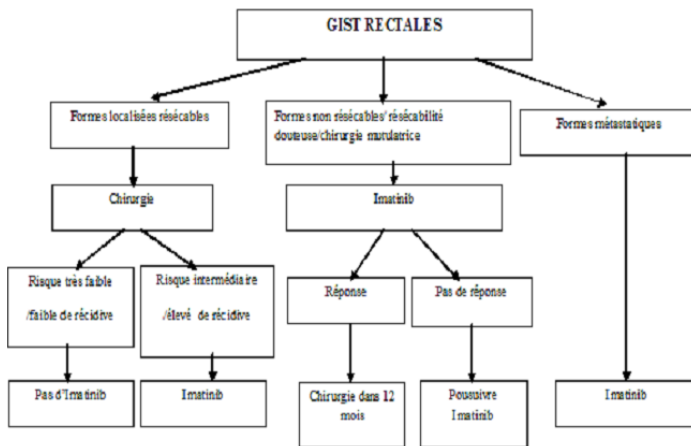 GIST RECTALES
Formes localisées résécables
Formes non résécables/ résécabilité
douteuse/chirurgie mutulatrice
Formes métastatiques
Chirurgie
Imatinib
Risque très faible
/faible de récidive
Risque intermédiaire
/élevé de récidive
Réponse
Pas de réponse
Pas d'Imatinib
Imatinib
Chirurgie dans 12
mois
Pousuivre
Imatinib
Imatinib